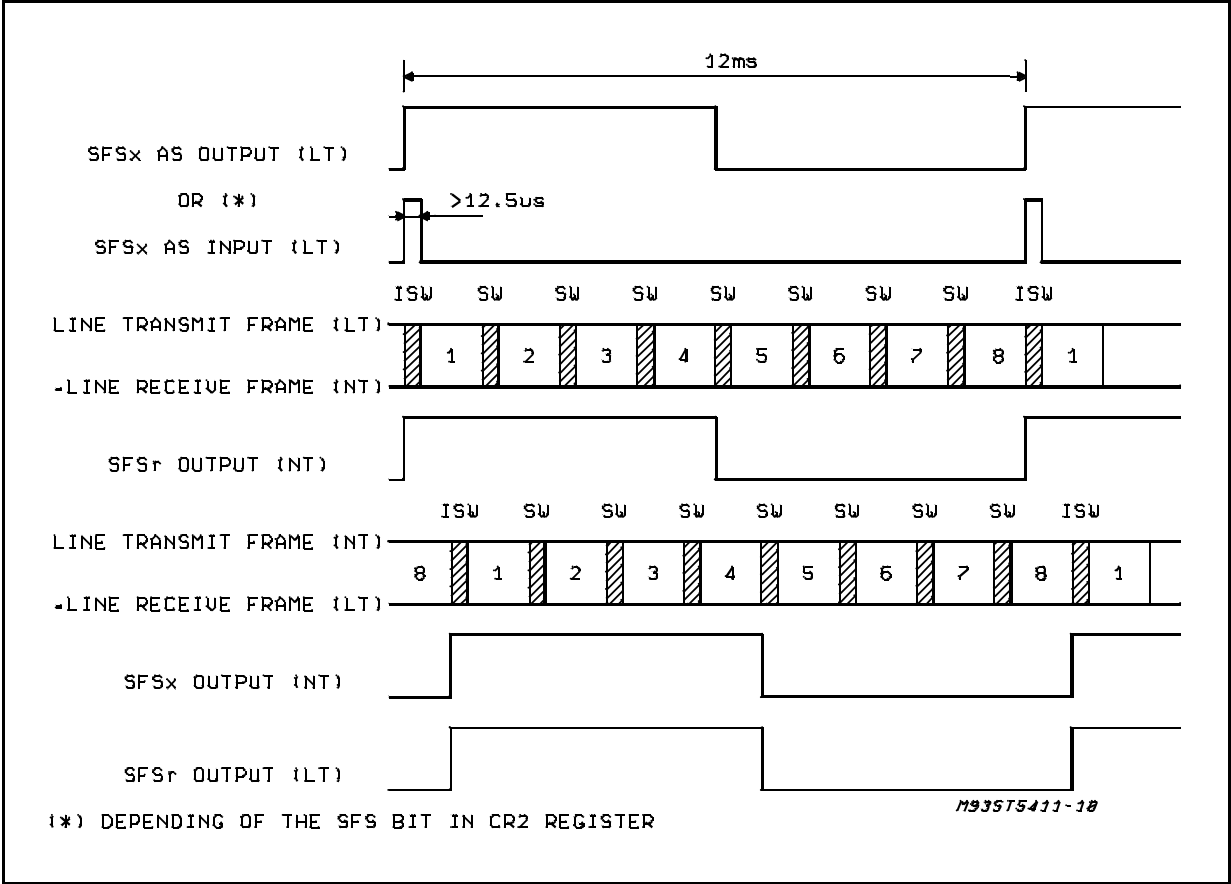 12ms
SFSx AS OUTPUT (LT)
OR (*)
>12.5us
SFSx AS INPUT (LT)
ISW SW SW SW SW SW SW SW ISW
LINE TRANSMIT FRAME (LT)
1 2 3 4 5 6 7 8 1
-LINE RECEIVE FRAME (NT)
SFSr OUTPUT (NT)
ISW SW SW SW SW SW SW SW ISW
LINE TRANSMIT FRAME (NT)
8 1 2 3 4 5 6 7 8 1
-LINE RECEIVE FRAME (LT)
SFSx OUTPUT (NT)
SFSr OUTPUT (LT)
M93ST5411-18
(*) DEPENDING OF THE SFS BIT IN CR2 REGISTER